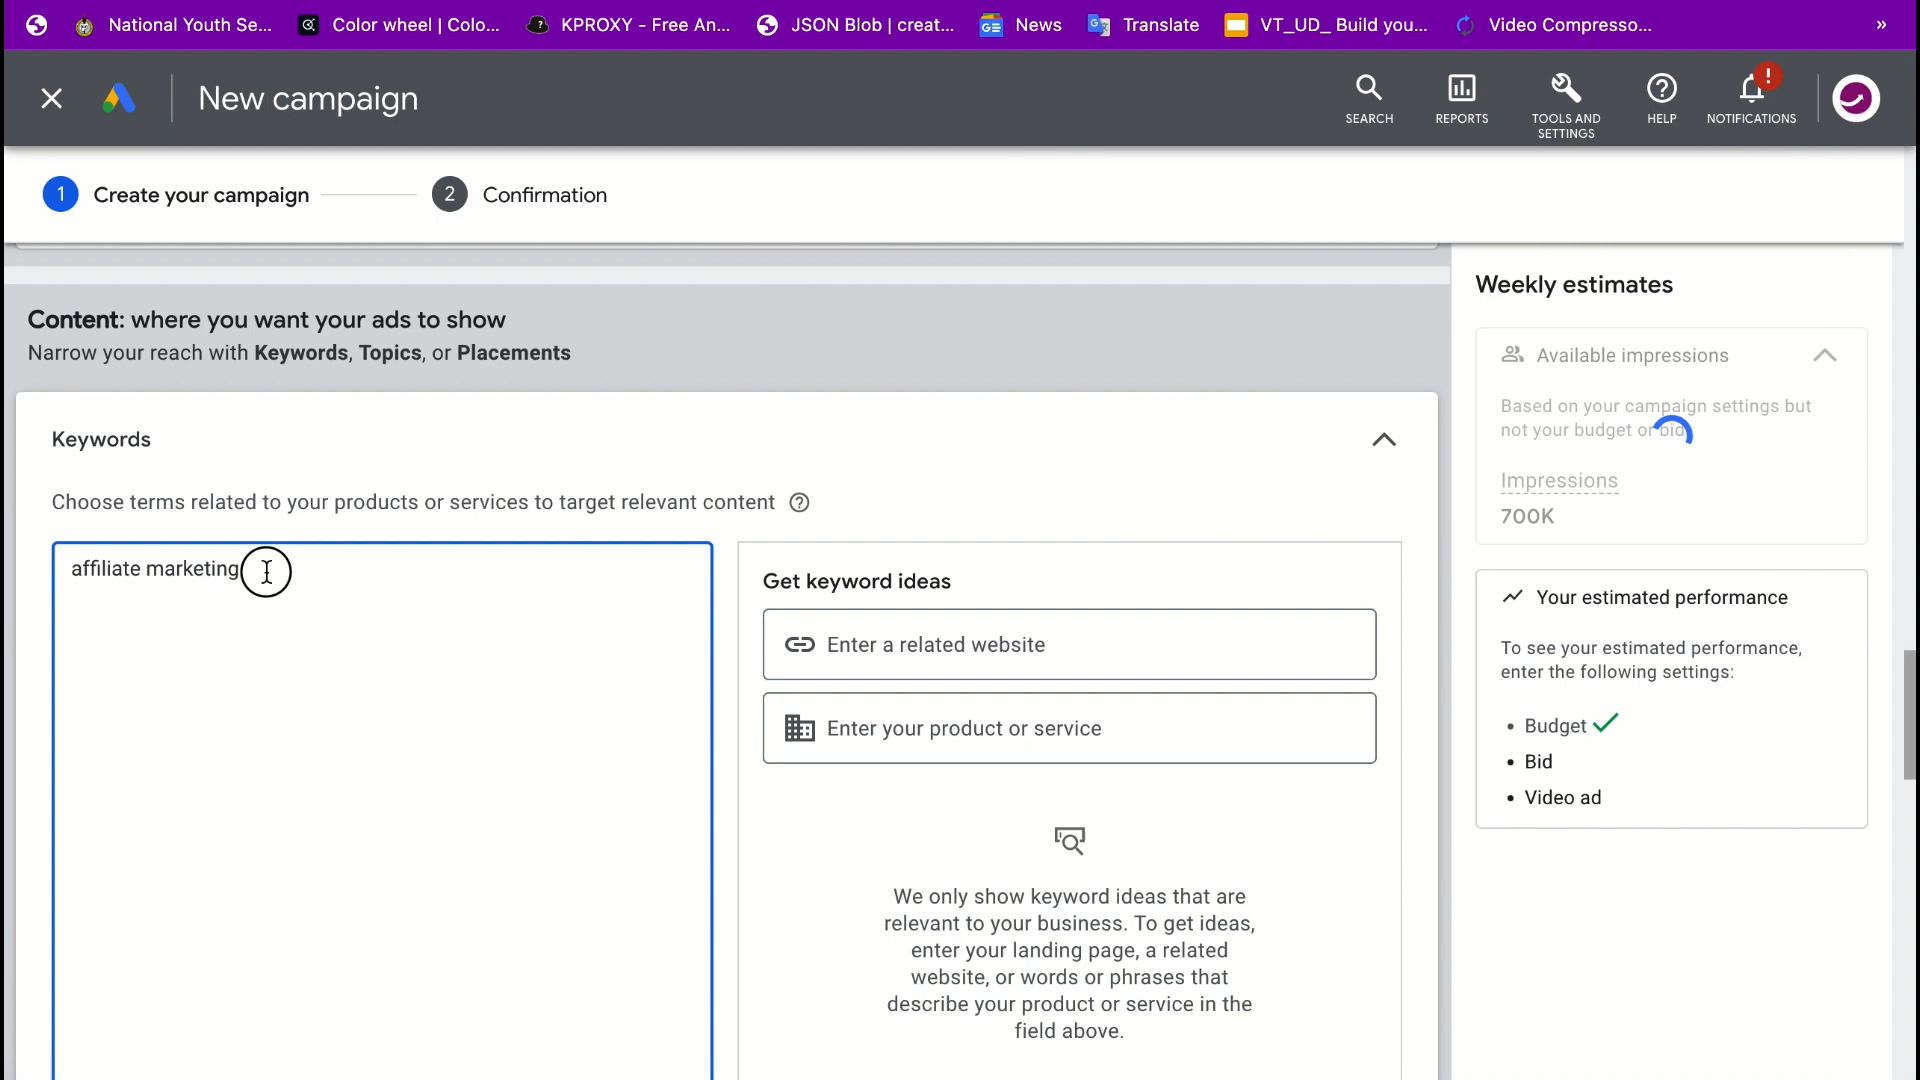 National Youth Se...
Color wheel | Colo...
KPROXY - Free An...
JSON Blob | creat...
News
Translate
VT_UD_ Build you...
Video Compresso...
»
New campaign
SEARCH
REPORTS
TOOLS AND
SETTINGS
HELP
!
NOTIFICATIONS
1 Create your campaign
2 Confirmation
Content: where you want your ads to show
Narrow your reach with Keywords, Topics, or Placements
Keywords
Choose terms related to your products or services to target relevant content
affiliate marketing
Get keyword ideas
Enter a related website
Enter your product or service
We only show keyword ideas that are
relevant to your business. To get ideas,
enter your landing page, a related
website, or words or phrases that
describe your product or service in the
field above.
Weekly estimates
Available impressions
Based on your campaign settings but
not your budget or bid
Impressions
700K
Your estimated performance
To see your estimated performance,
enter the following settings:
• Budget
• Bid
• Video ad